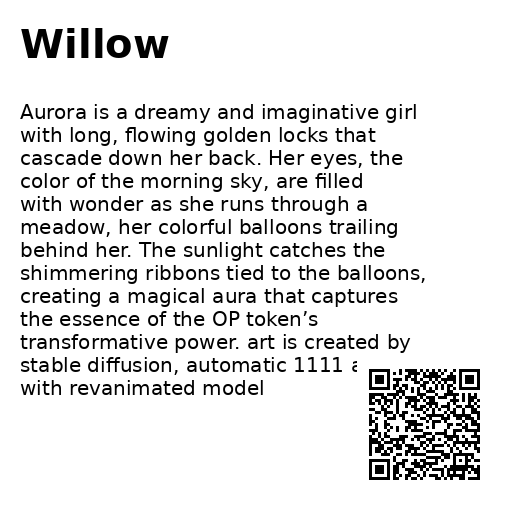 Willow
Aurora is a dreamy and imaginative girl
with long, flowing golden locks that
cascade down her back. Her eyes, the
color of the morning sky, are filled
with wonder as she runs through a
meadow, her colorful balloons trailing
behind her. The sunlight catches the
shimmering ribbons tied to the balloons,
creating a magical aura that captures
the essence of the OP token’s
transformative power. art is created by
stable diffusion, automatic 1111
with revanimated model